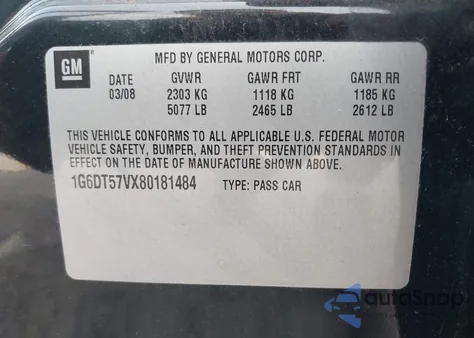 GM
MFD BY GENERAL MOTORS CORP.
DATE GVWR GAWR FRT GAWR RR
03/08 2303 KG 1118 KG 1185 KG
5077 LB 2465 LB 2612 LB
THIS VEHICLE CONFORMS TO ALL APPLICABLE U.S. FEDERAL MOTOR
VEHICLE SAFETY, BUMPER, AND THEFT PREVENTION STANDARDS IN
EFFECT ON THE DATE OF MANUFACTURE SHOWN ABOVE.
1G6DT57VX80181484 TYPE: PASS CAR
autoSnap